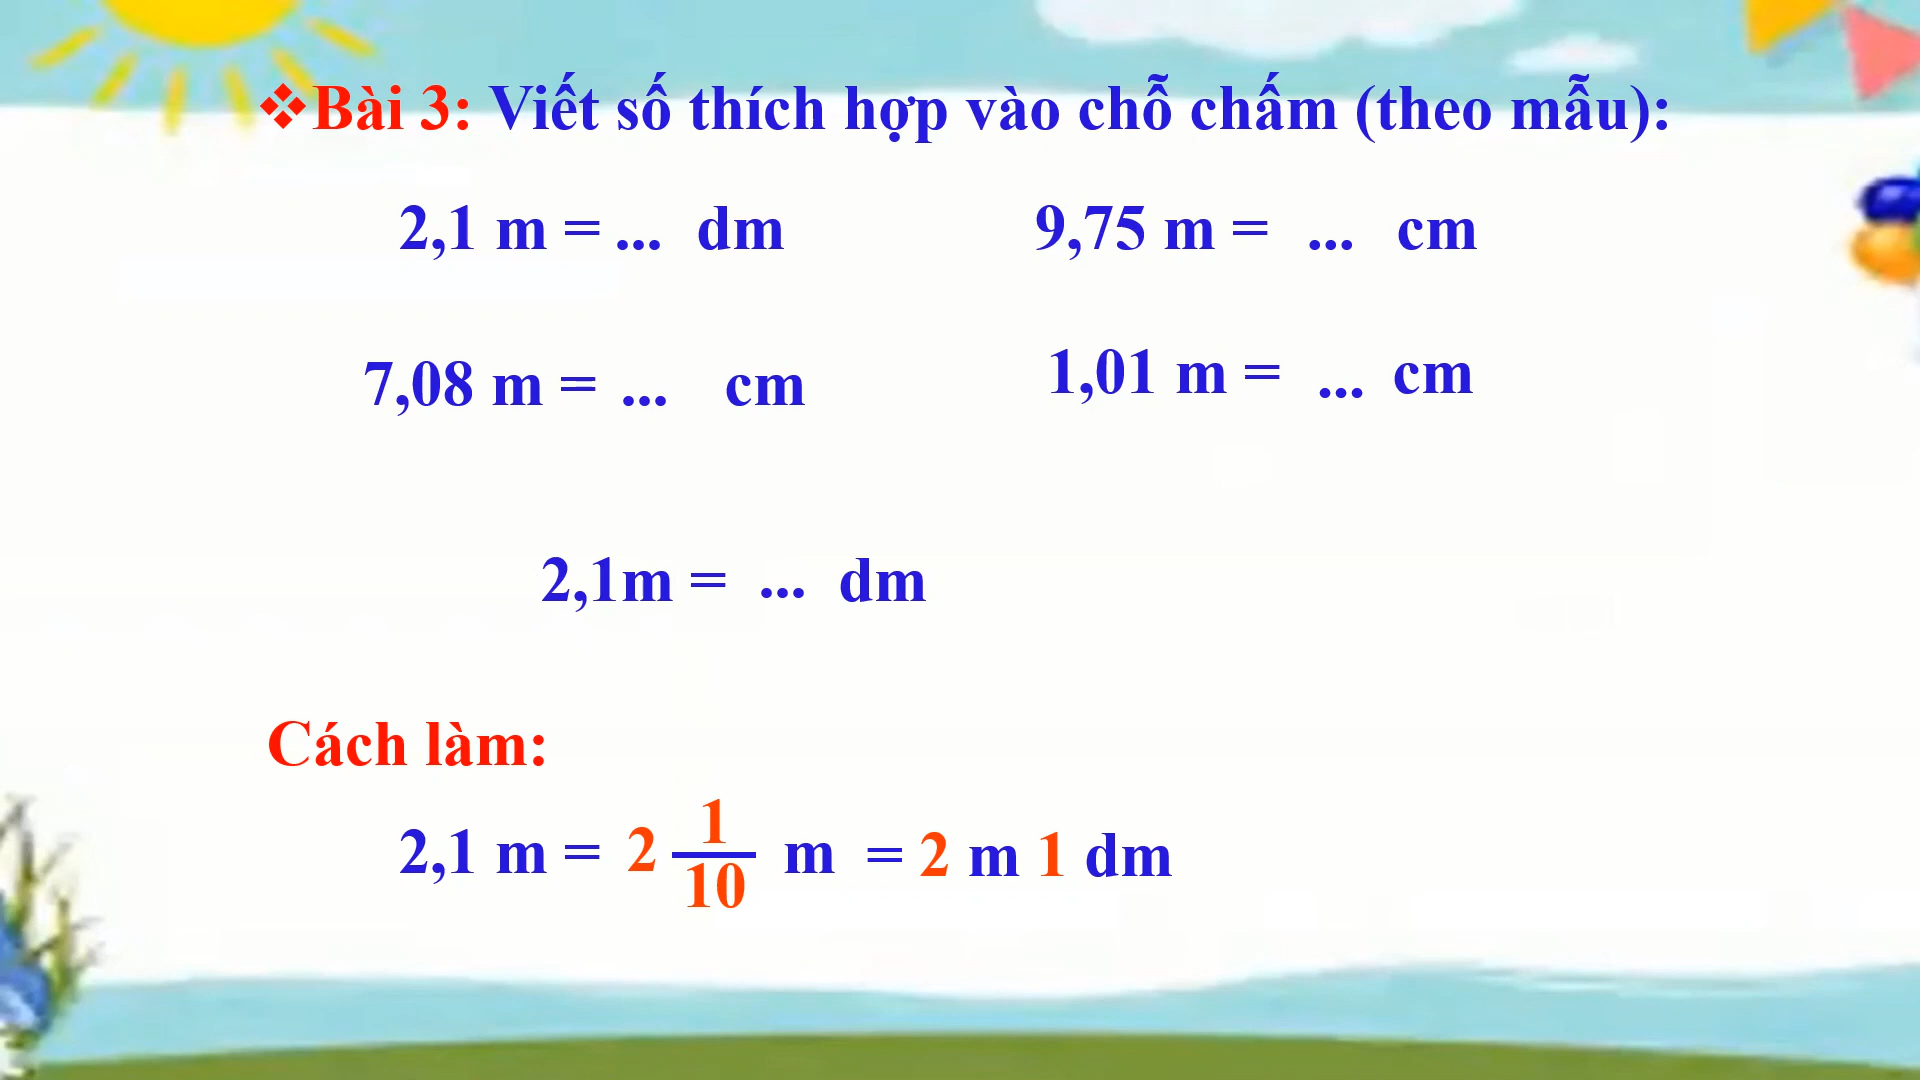 ❖Bài 3: Viết số thích hợp vào chỗ chấm (theo mẫu):
2,1 m = ... dm
9,75 m = ... cm
7,08 m = ... cm
1,01 m = ... cm
2,1m = ... dm
Cách làm:
2,1 m = 2 1/10 m = 2 m 1 dm